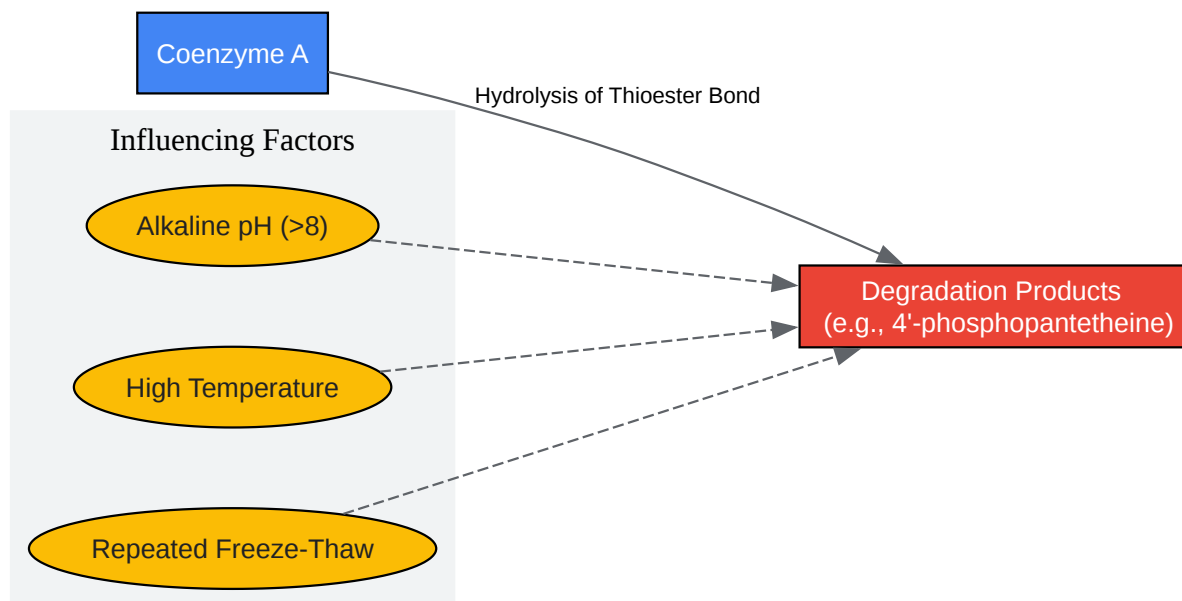 Coenzyme A
Hydrolysis of Thioester Bond
Influencing Factors
Alkaline pH (>8)
High Temperature
Repeated Freeze-Thaw
Degradation Products
(e.g., 4'-phosphopantetheine)